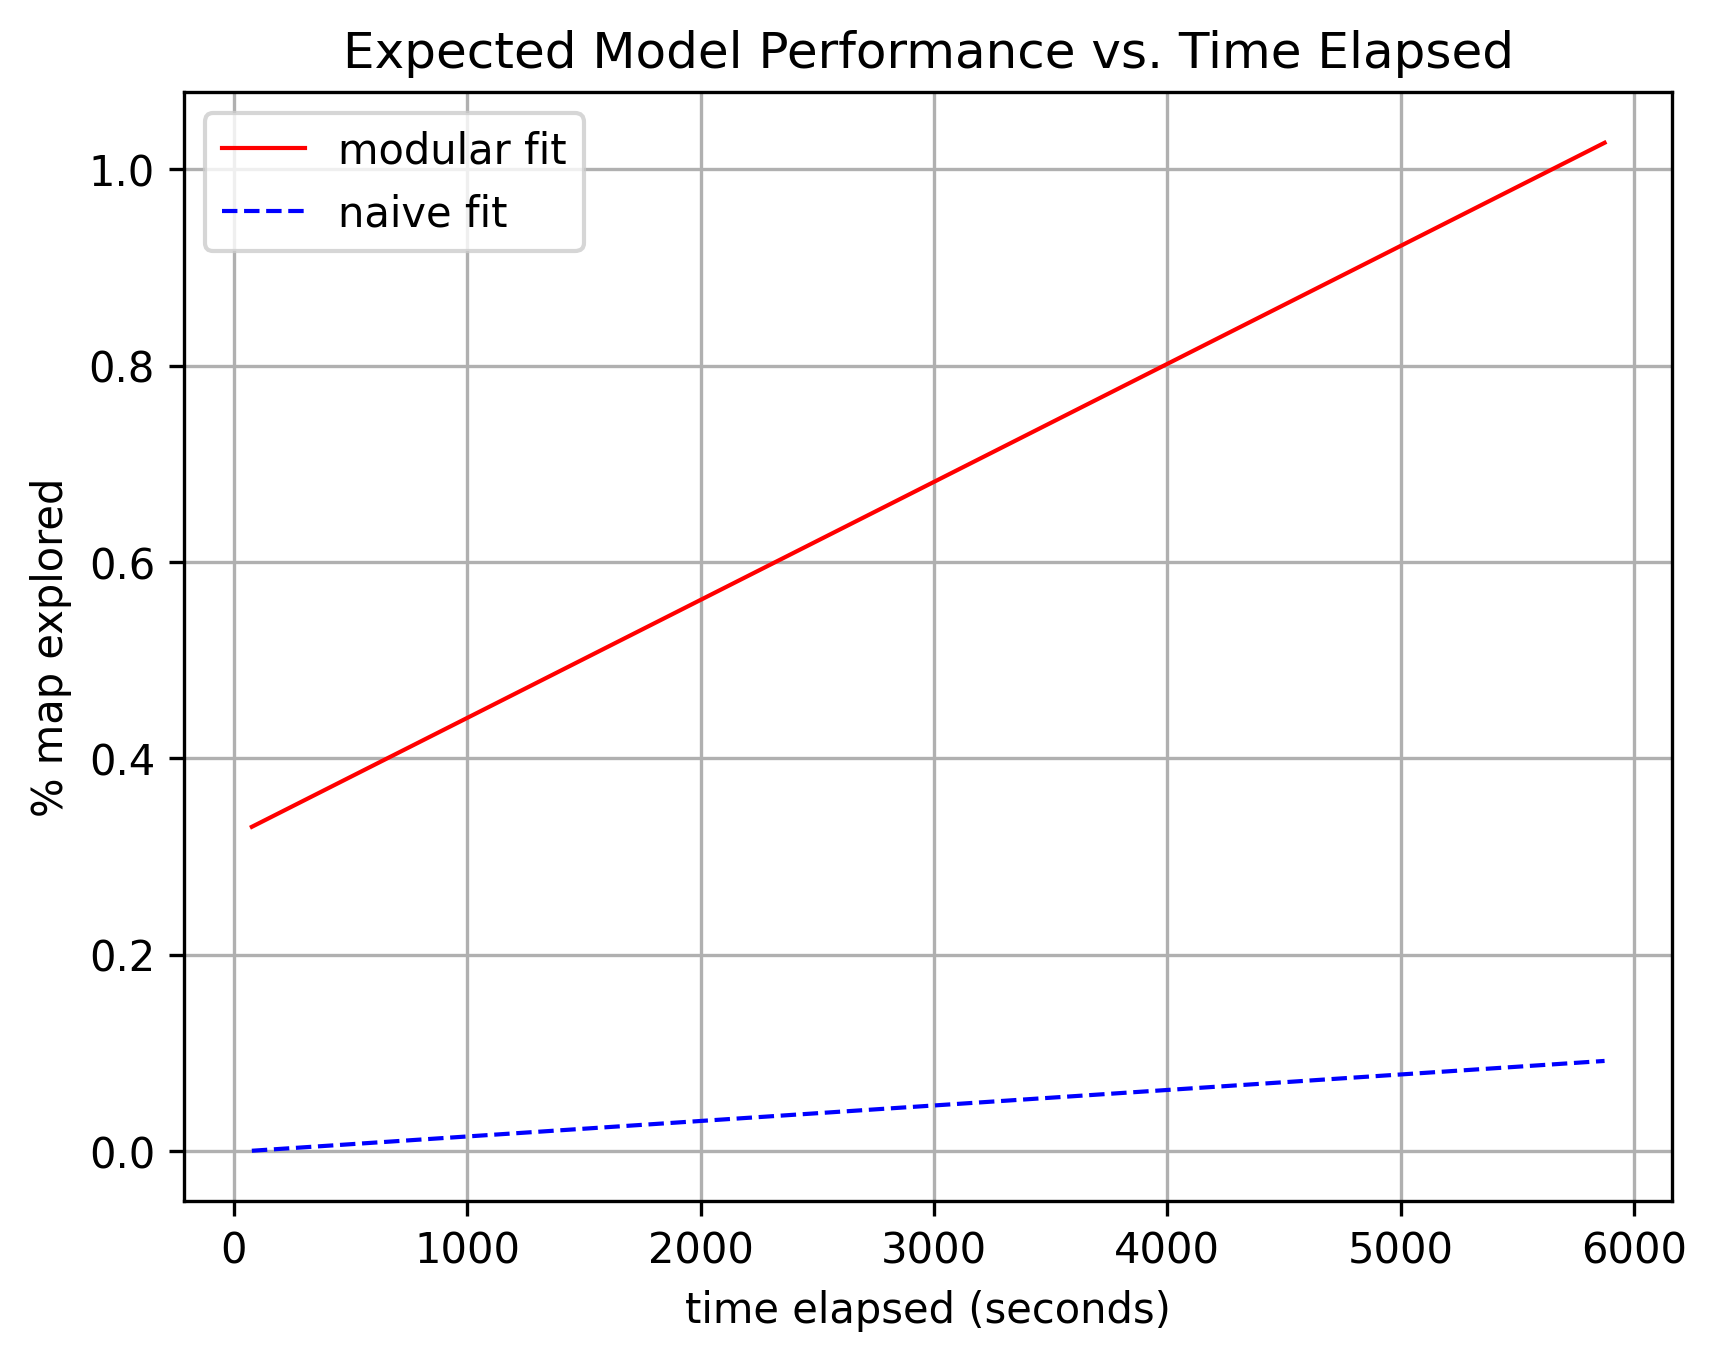 Expected Model Performance vs. Time Elapsed
modular fit
naive fit
1.0
0.8
0.6
0.4
0.2
0.0
% map explored
0 1000 2000 3000 4000 5000 6000
time elapsed (seconds)